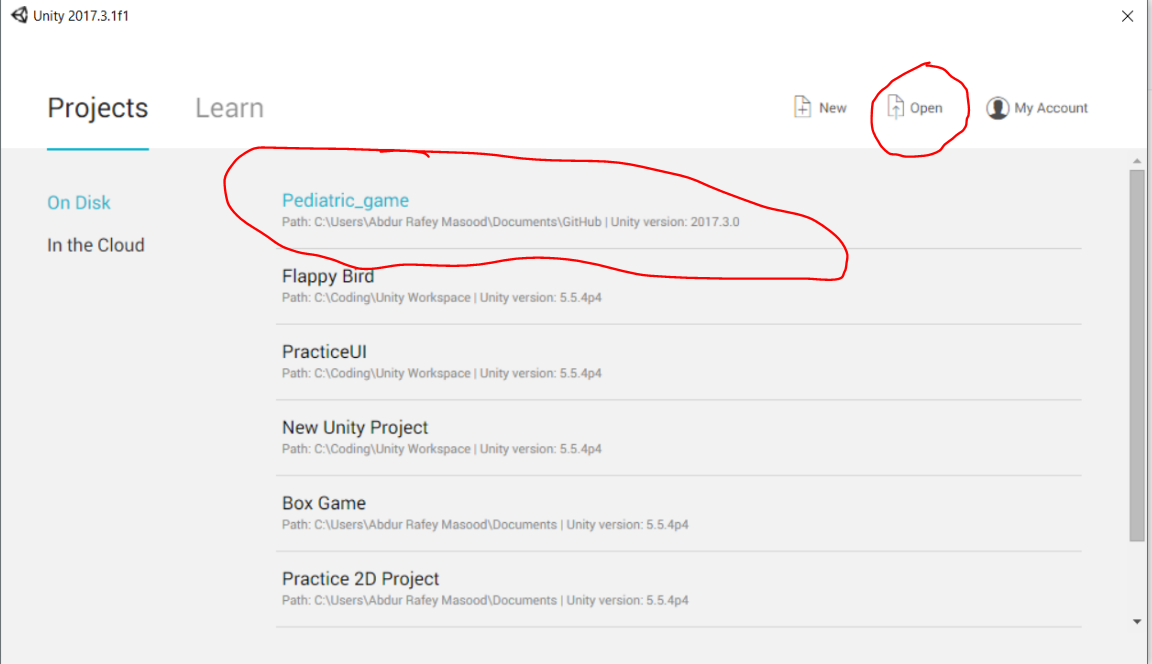 Unity 2017.3.1f1
Projects Learn New Open My Account
On Disk
In the Cloud
Pediatric_game
Path: C:\Users\Abdur Rafey Masood\Documents\GitHub | Unity version: 2017.3.0
Flappy Bird
Path: C:\Coding\Unity Workspace | Unity version: 5.5.4p4
PracticeUI
Path: C:\Coding\Unity Workspace | Unity version: 5.5.4p4
New Unity Project
Path: C:\Coding\Unity Workspace | Unity version: 5.5.4p4
Box Game
Path: C:\Users\Abdur Rafey Masood\Documents | Unity version: 5.5.4p4
Practice 2D Project
Path: C:\Users\Abdur Rafey Masood\Documents | Unity version: 5.5.4p4